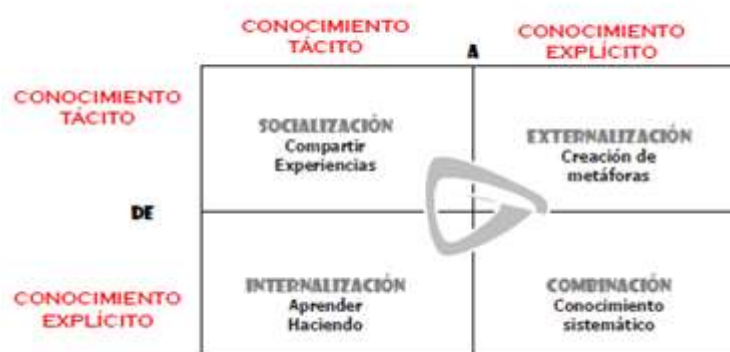 CONOCIMIENTO
TÁCITO
A
CONOCIMIENTO
EXPLÍCITO
CONOCIMIENTO
TÁCITO
SOCIALIZACIÓN
Compartir
Experiencias
EXTERNALIZACIÓN
Creación de
metáforas
DE
CONOCIMIENTO
EXPLÍCITO
INTERNALIZACIÓN
Aprender
Haciendo
COMBINACIÓN
Conocimiento
sistemático